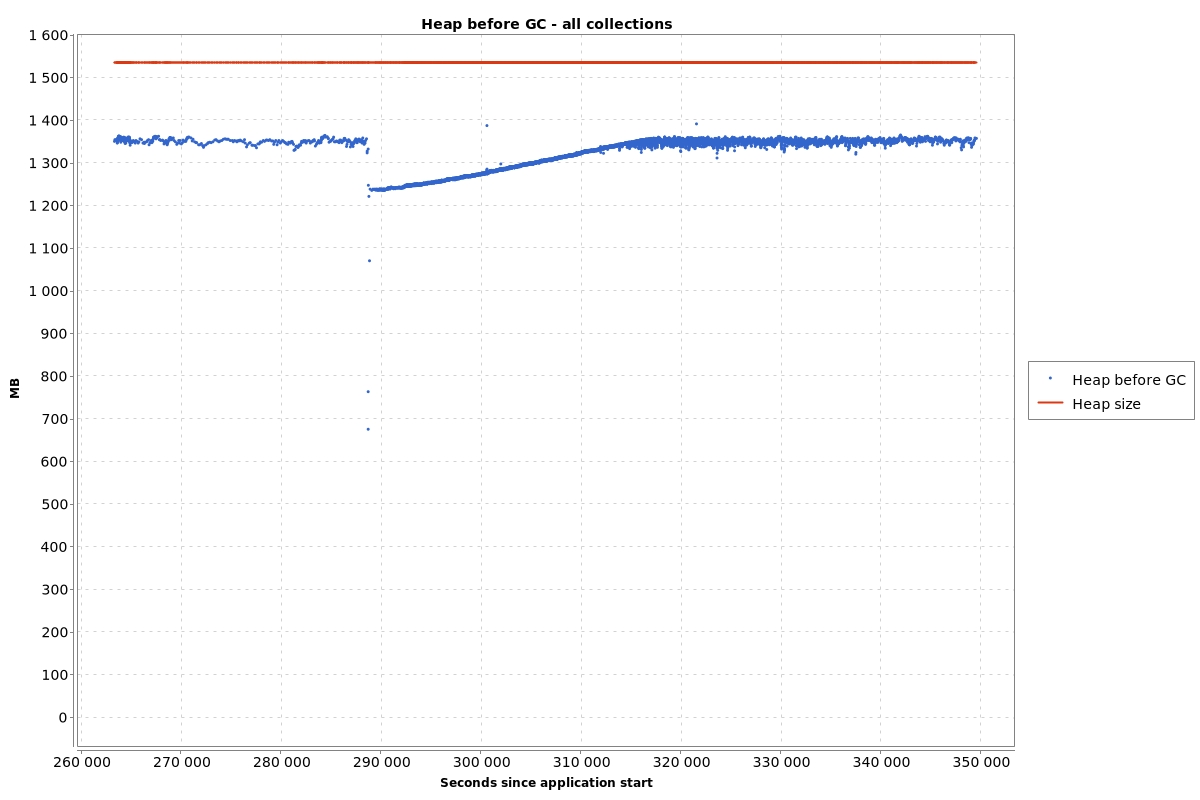 Heap before GC - all collections
1 600
1 500
1 400
1 300
1 200
1 100
1 000
900
800
700
600
500
400
300
200
100
0
MB
260 000 270 000 280 000 290 000 300 000 310 000 320 000 330 000 340 000 350 000
Seconds since application start
Heap before GC
Heap size